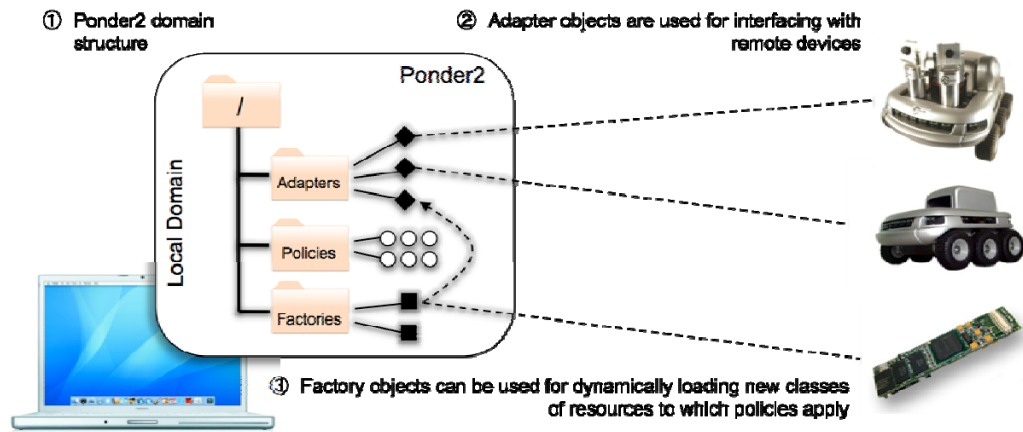 ① Ponder2 domain
structure
② Adapter objects are used for interfacing with
remote devices
Ponder2
/
Local Domain
Adapters
Policies
Factories
③ Factory objects can be used for dynamically loading new classes
of resources to which policies apply